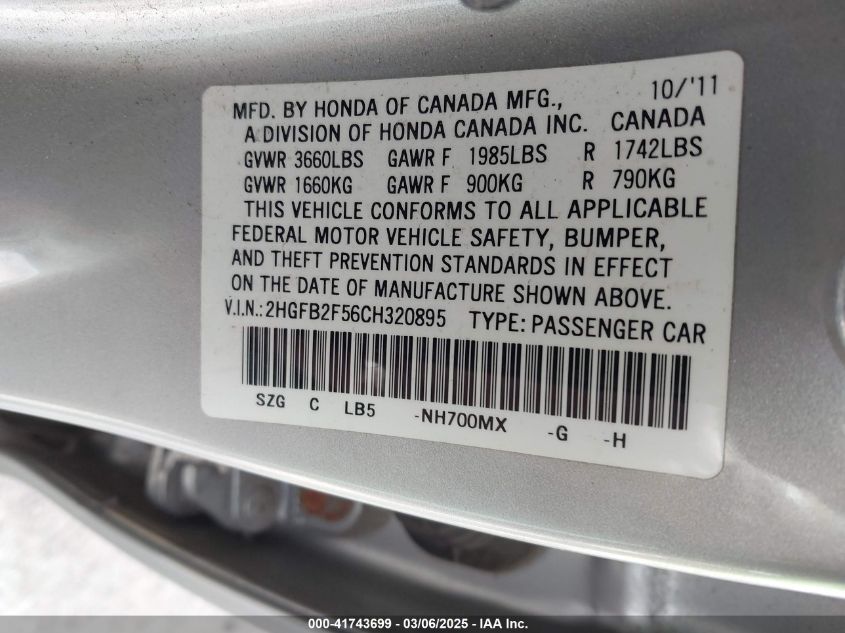 10/'11
MFD. BY HONDA OF CANADA MFG.,
A DIVISION OF HONDA CANADA INC. CANADA
GVWR 3660LBS GAWR F 1985LBS R 1742LBS
GVWR 1660KG GAWR F 900KG R 790KG
THIS VEHICLE CONFORMS TO ALL APPLICABLE
FEDERAL MOTOR VEHICLE SAFETY, BUMPER,
AND THEFT PREVENTION STANDARDS IN EFFECT
ON THE DATE OF MANUFACTURE SHOWN ABOVE.
V.I.N.:2HGFB2F56CH320895 TYPE:PASSENGER CAR
SZG C LB5 -NH700MX -G -H
000-41743699 / 03/06/2025 - IAA Inc.